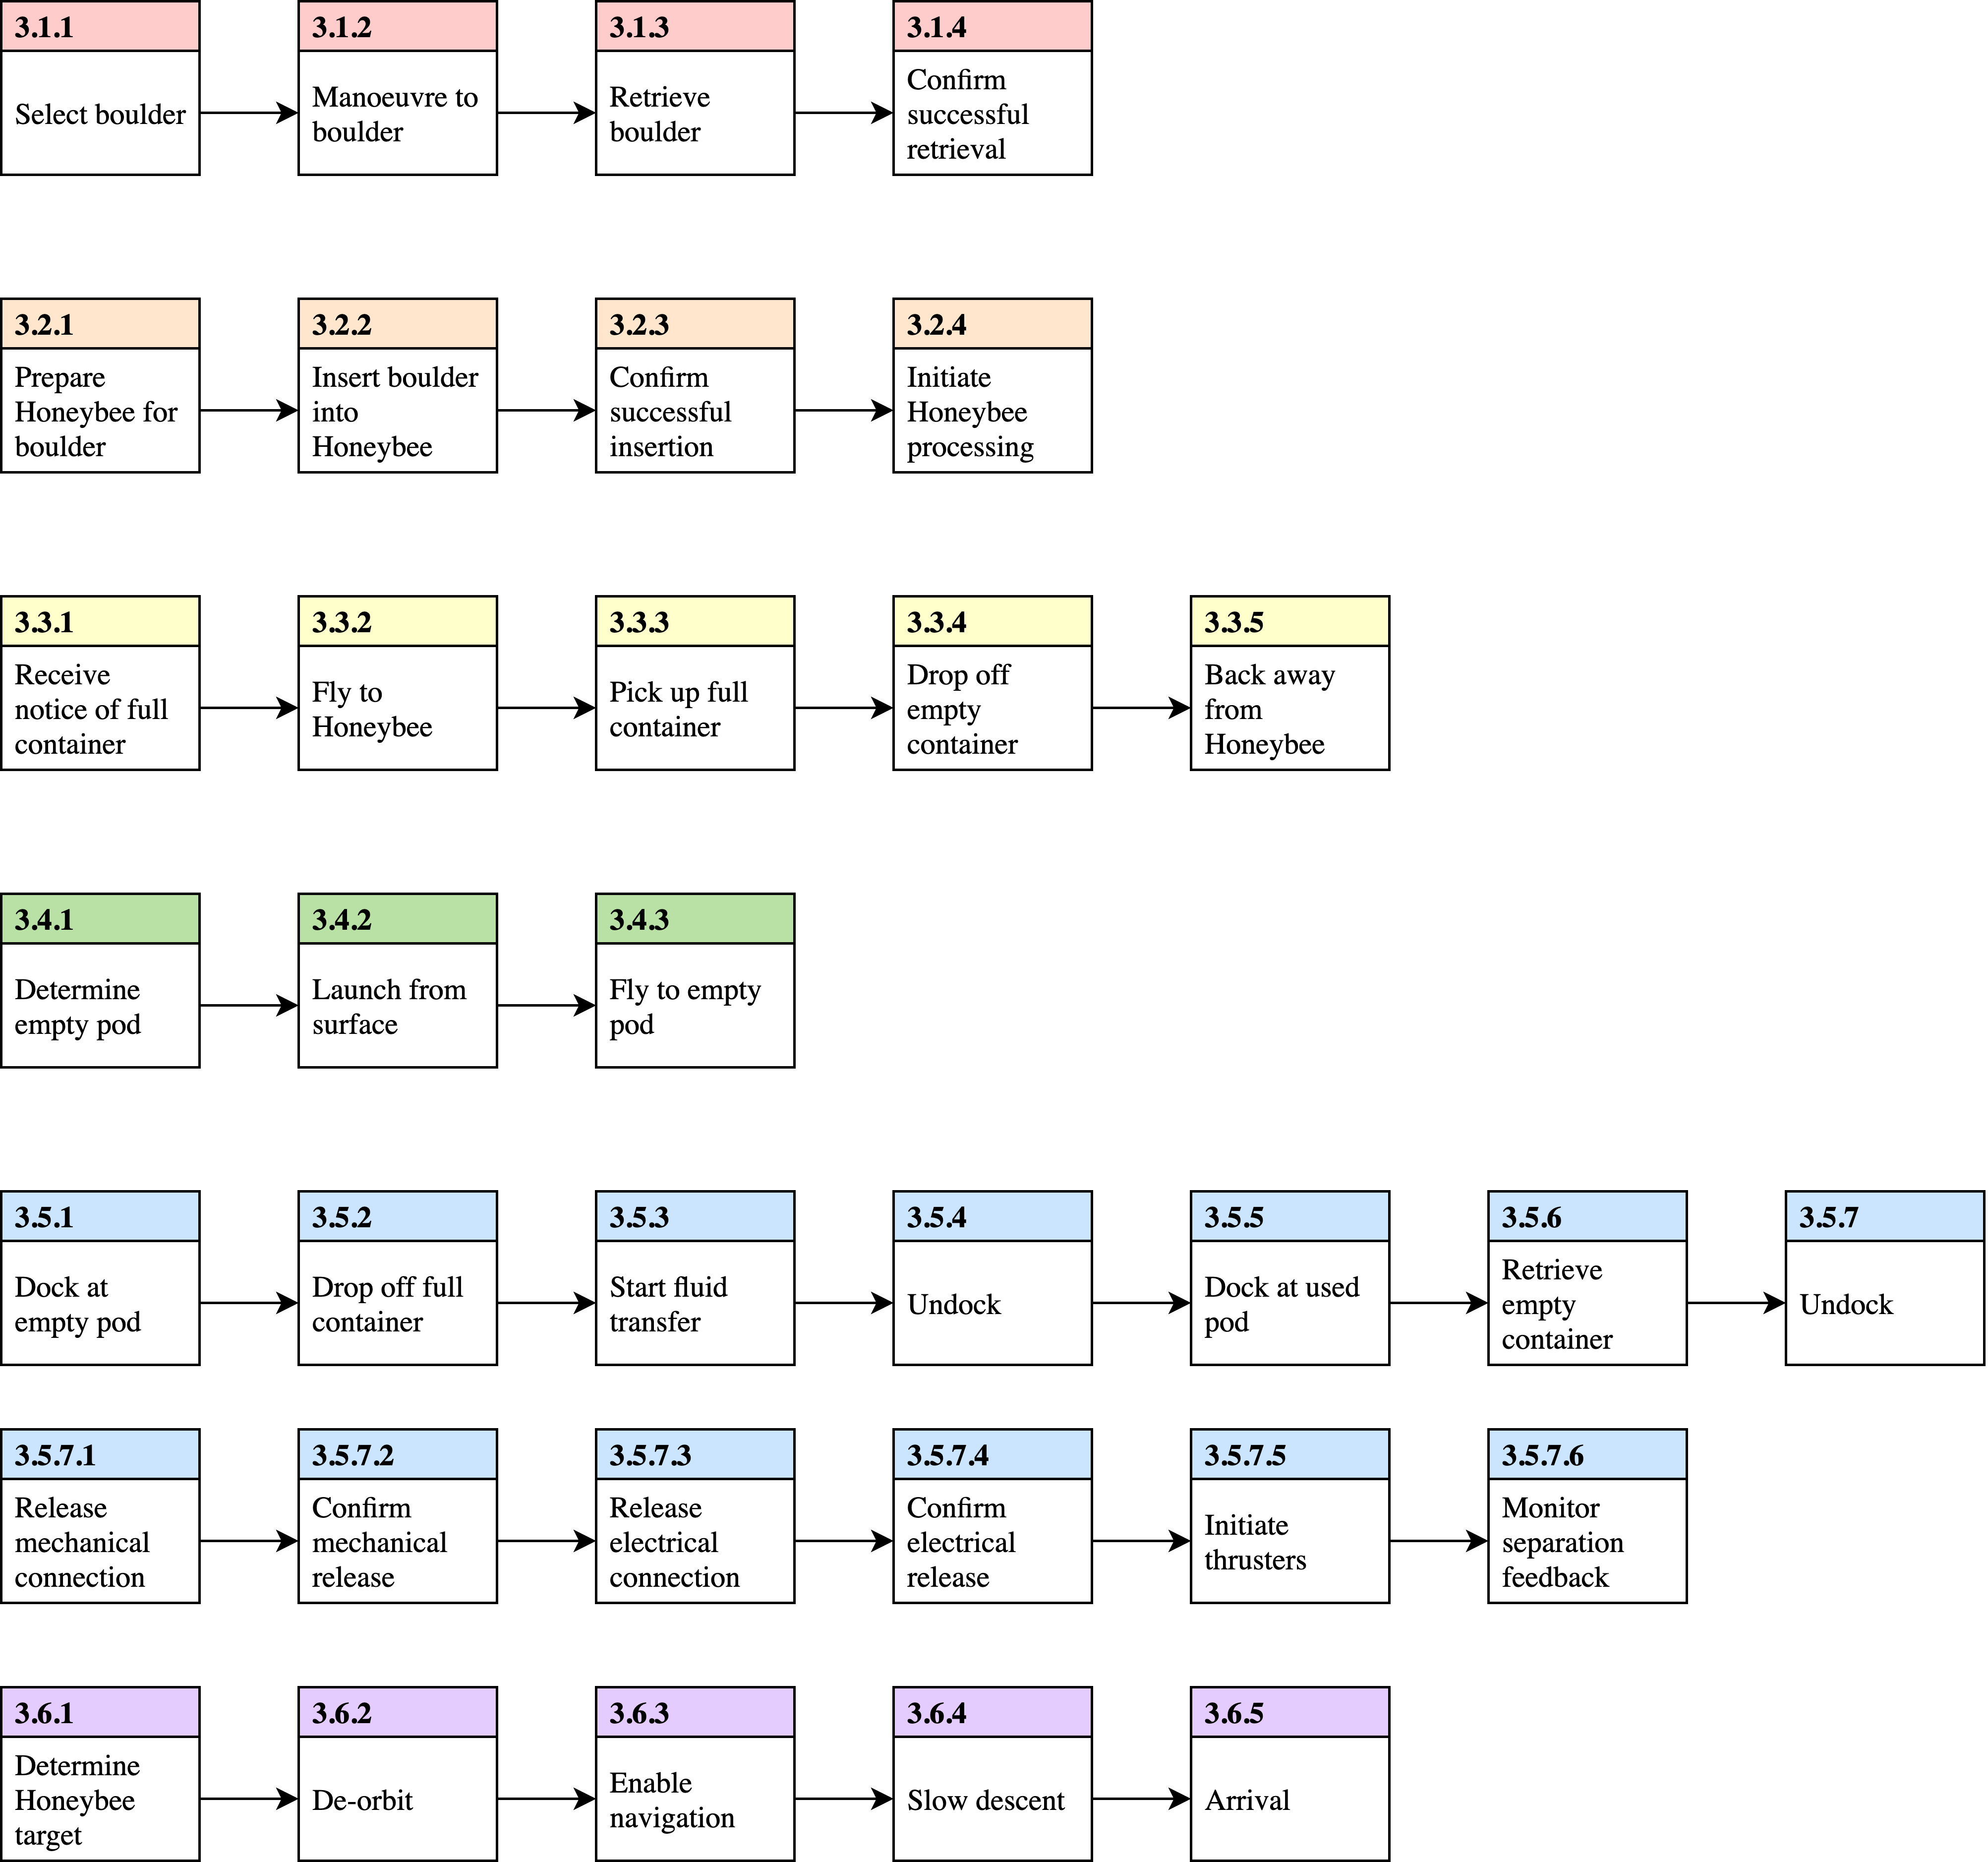 3.1.1
Select boulder
3.1.2
Manoeuvre to
boulder
3.1.3
Retrieve
boulder
3.1.4
Confirm
successful
retrieval
3.2.1
Prepare
Honeybee for
boulder
3.2.2
Insert boulder
into
Honeybee
3.2.3
Confirm
successful
insertion
3.2.4
Initiate
Honeybee
processing
3.3.1
Receive
notice of full
container
3.3.2
Fly to
Honeybee
3.3.3
Pick up full
container
3.3.4
Drop off
empty
container
3.3.5
Back away
from
Honeybee
3.4.1
Determine
empty pod
3.4.2
Launch from
surface
3.4.3
Fly to empty
pod
3.5.1
Dock at
empty pod
3.5.2
Drop off full
container
3.5.3
Start fluid
transfer
3.5.4
Undock
3.5.5
Dock at used
pod
3.5.6
Retrieve
empty
container
3.5.7
Undock
3.5.7.1
Release
mechanical
connection
3.5.7.2
Confirm
mechanical
release
3.5.7.3
Release
electrical
connection
3.5.7.4
Confirm
electrical
release
3.5.7.5
Initiate
thrusters
3.5.7.6
Monitor
separation
feedback
3.6.1
Determine
Honeybee
target
3.6.2
De-orbit
3.6.3
Enable
navigation
3.6.4
Slow descent
3.6.5
Arrival